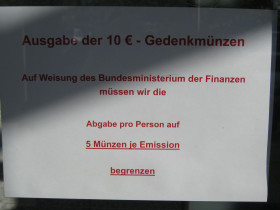 Ausgabe der 10 € - Gedenkmünzen
Auf Weisung des Bundesministerium der Finanzen
müssen wir die
Abgabe pro Person auf
5 Münzen je Emission
begrenzen